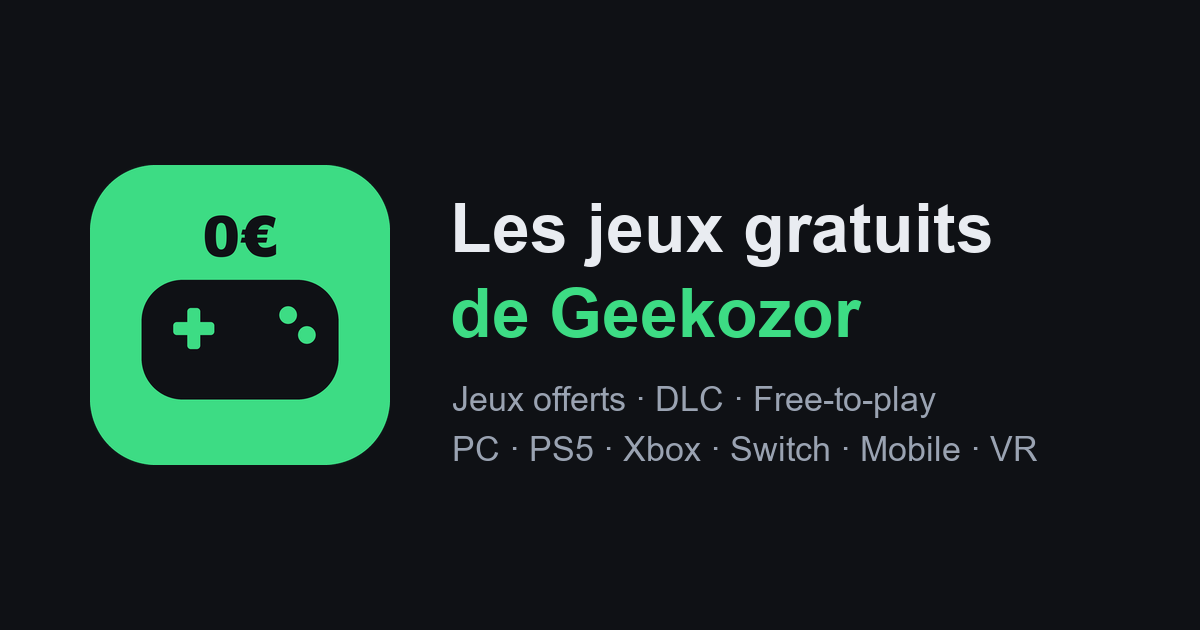 0€
Les jeux gratuits
de Geekozor
Jeux offerts · DLC · Free-to-play
PC · PS5 · Xbox · Switch · Mobile · VR